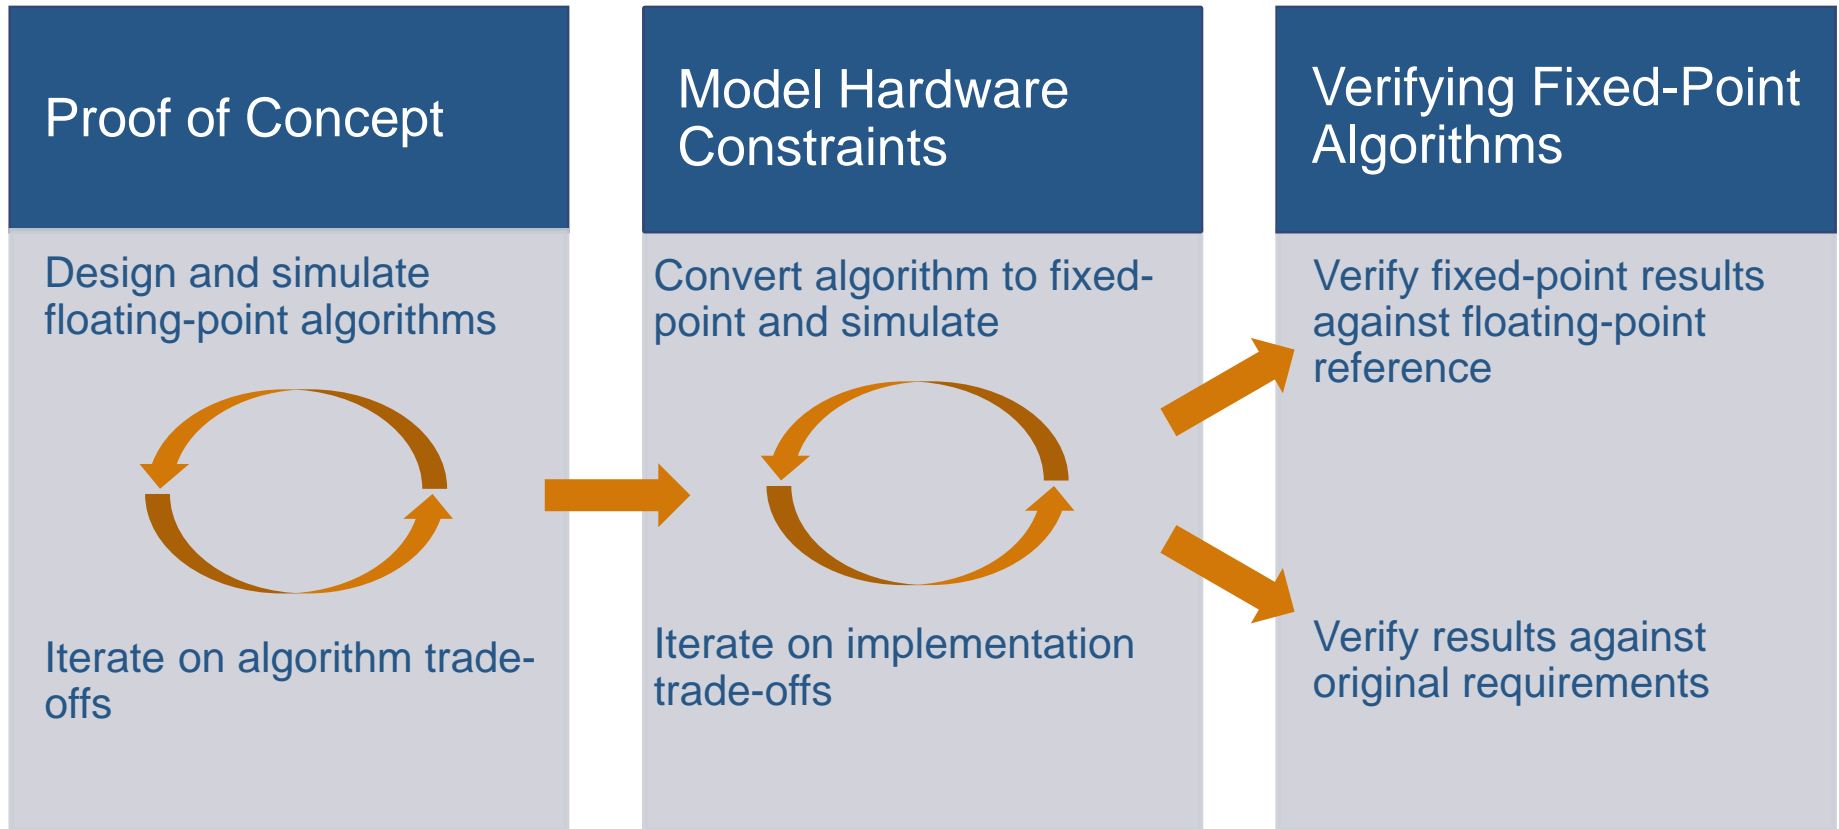 Proof of Concept
Design and simulate
floating-point algorithms
Iterate on algorithm trade-
offs
Model Hardware
Constraints
Convert algorithm to fixed-
point and simulate
Iterate on implementation
trade-offs
Verifying Fixed-Point
Algorithms
Verify fixed-point results
against floating-point
reference
Verify results against
original requirements